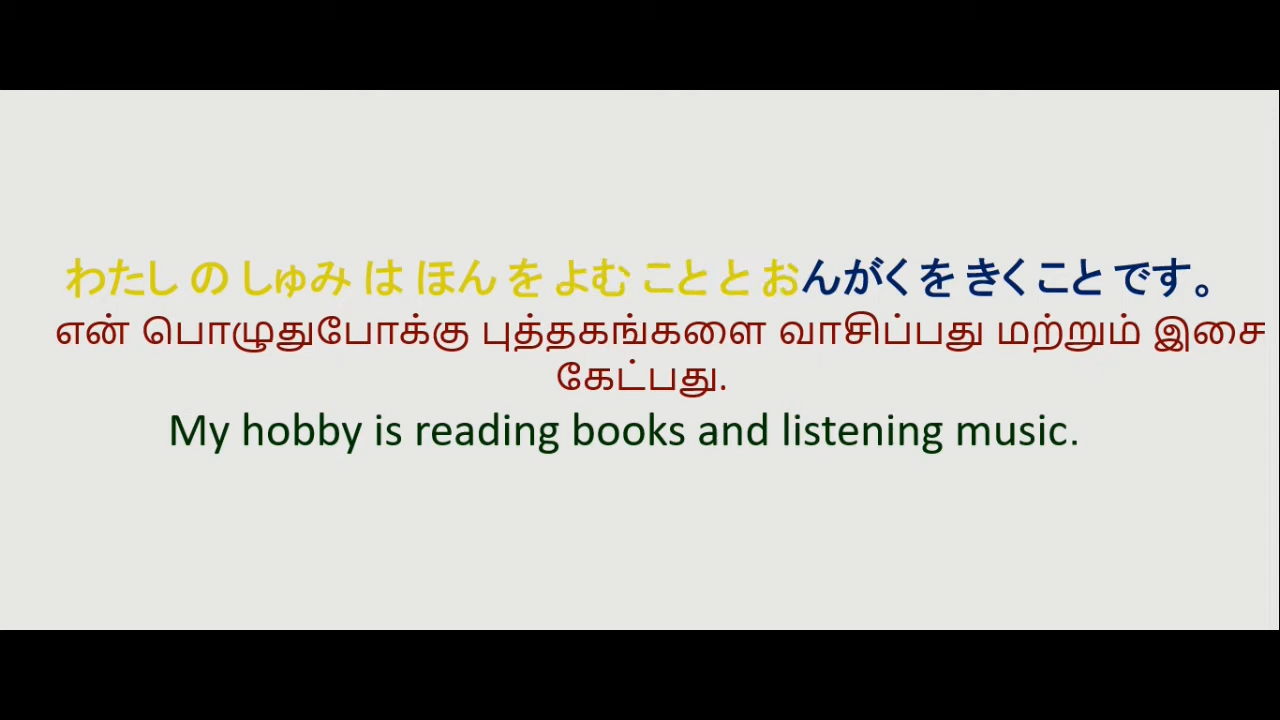 わたし の しゅみ は ほん を よむ こと と おんがく を きく こと です。
என் பொழுதுபோக்கு புத்தகங்களை வாசிப்பது மற்றும் இசை
கேட்பது.
My hobby is reading books and listening music.